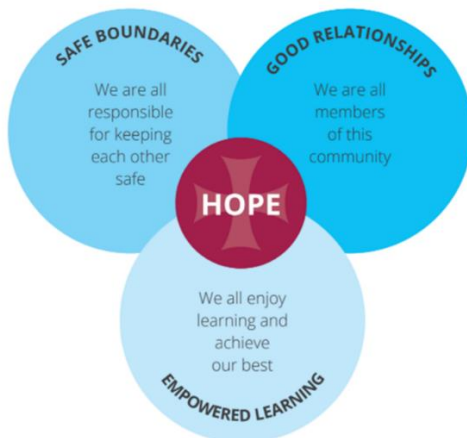 SAFE BOUNDARIES
We are all
responsible
for keeping
each other
safe
GOOD RELATIONSHIPS
We are all
members
of this
community
HOPE
We all enjoy
learning and
achieve
our best
EMPOWERED LEARNING